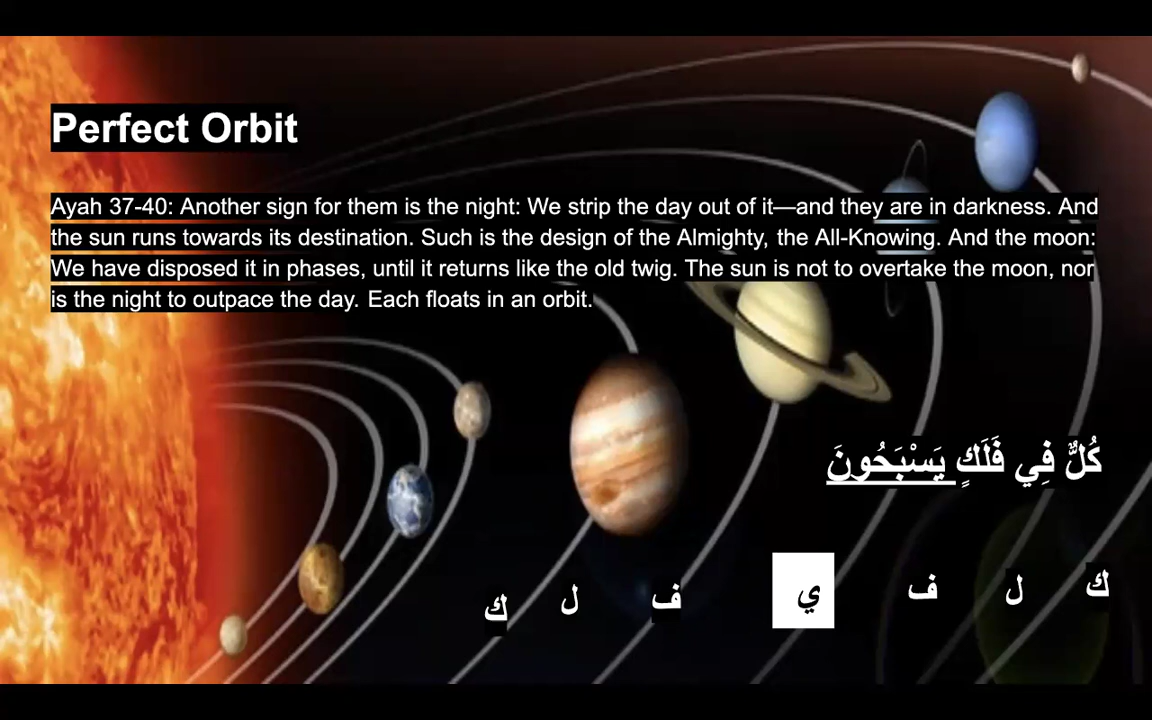 Perfect Orbit
Ayah 37-40: Another sign for them is the night: We strip the day out of it—and they are in darkness. And
the sun runs towards its destination. Such is the design of the Almighty, the All-Knowing. And the moon:
We have disposed it in phases, until it returns like the old twig. The sun is not to overtake the moon, nor
is the night to outpace the day. Each floats in an orbit.
كُلٌّ فِي فَلَكٍ يَسْبَحُونَ
ك ل ف ي ف ل ك